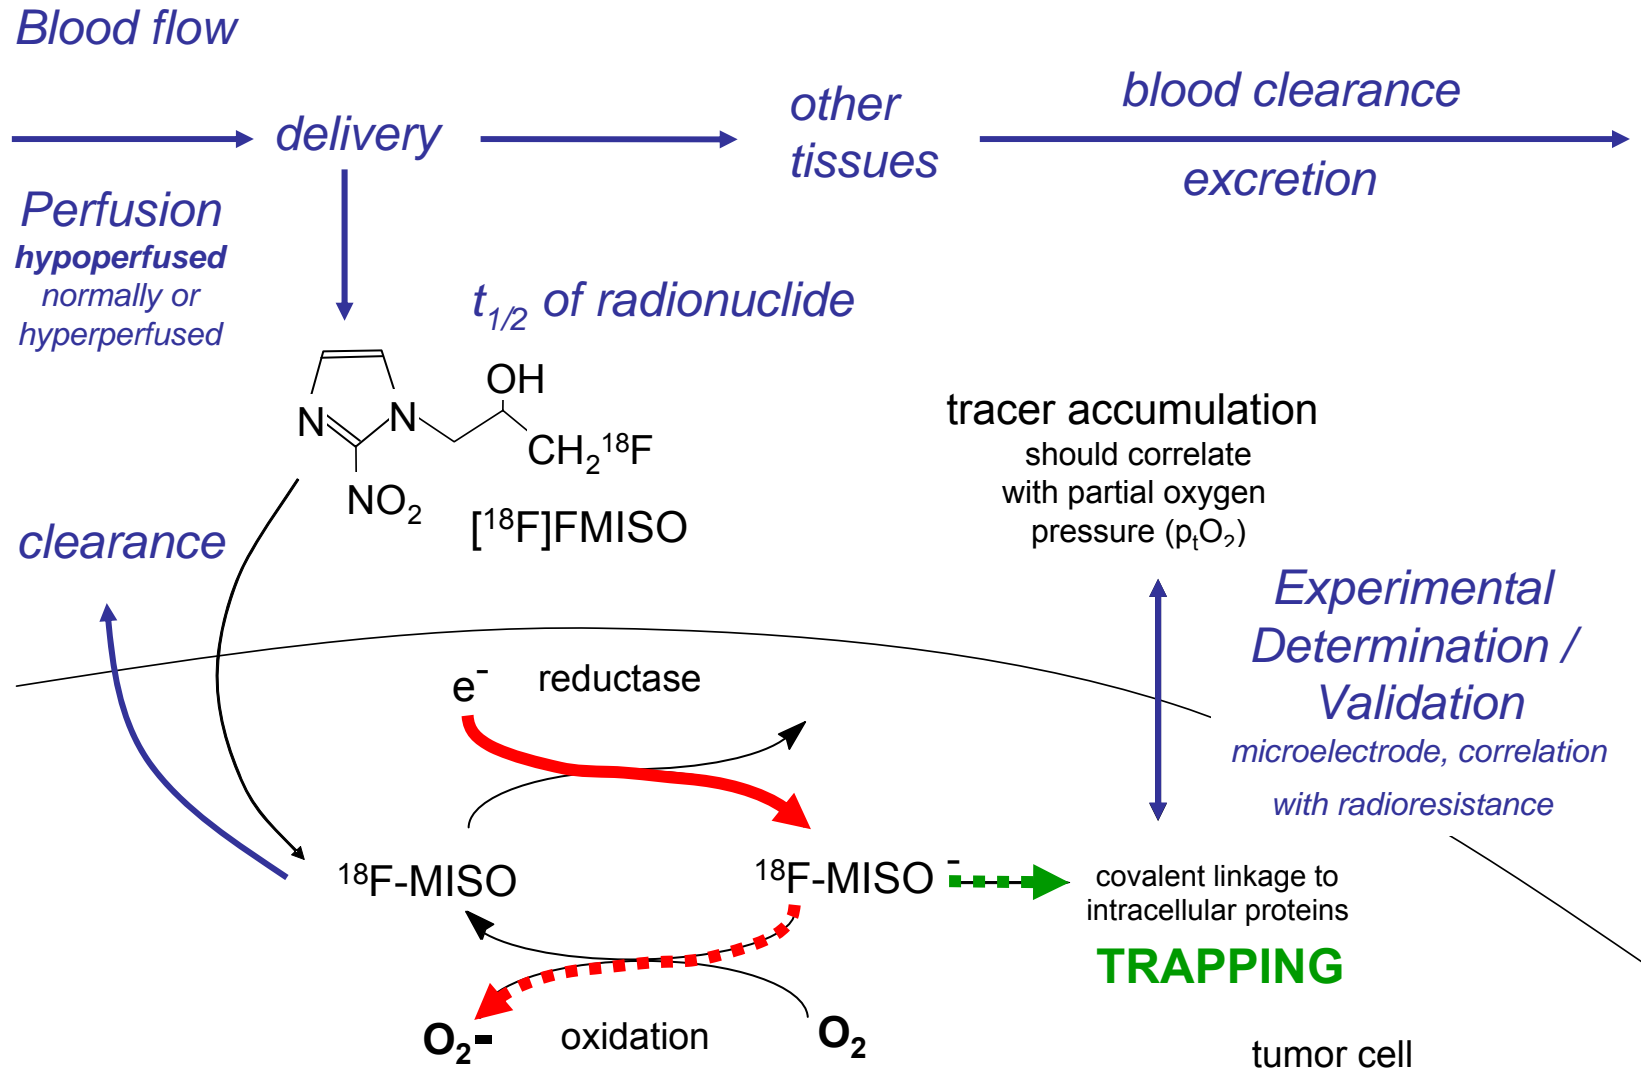 Blood flow
delivery
other
tissues
blood clearance
excretion
Perfusion
hypoperfused
normally or
hyperperfused
t1/2 of radionuclide
OH
N
N
CH2 18F
NO2
[18F]FMISO
tracer accumulation
should correlate
with partial oxygen
pressure (ptO2)
clearance
Experimental
Determination /
Validation
microelectrode, correlation
with radioresistance
e-
reductase
18F-MISO
18F-MISO -
covalent linkage to
intracellular proteins
TRAPPING
O2-
oxidation
O2
tumor cell